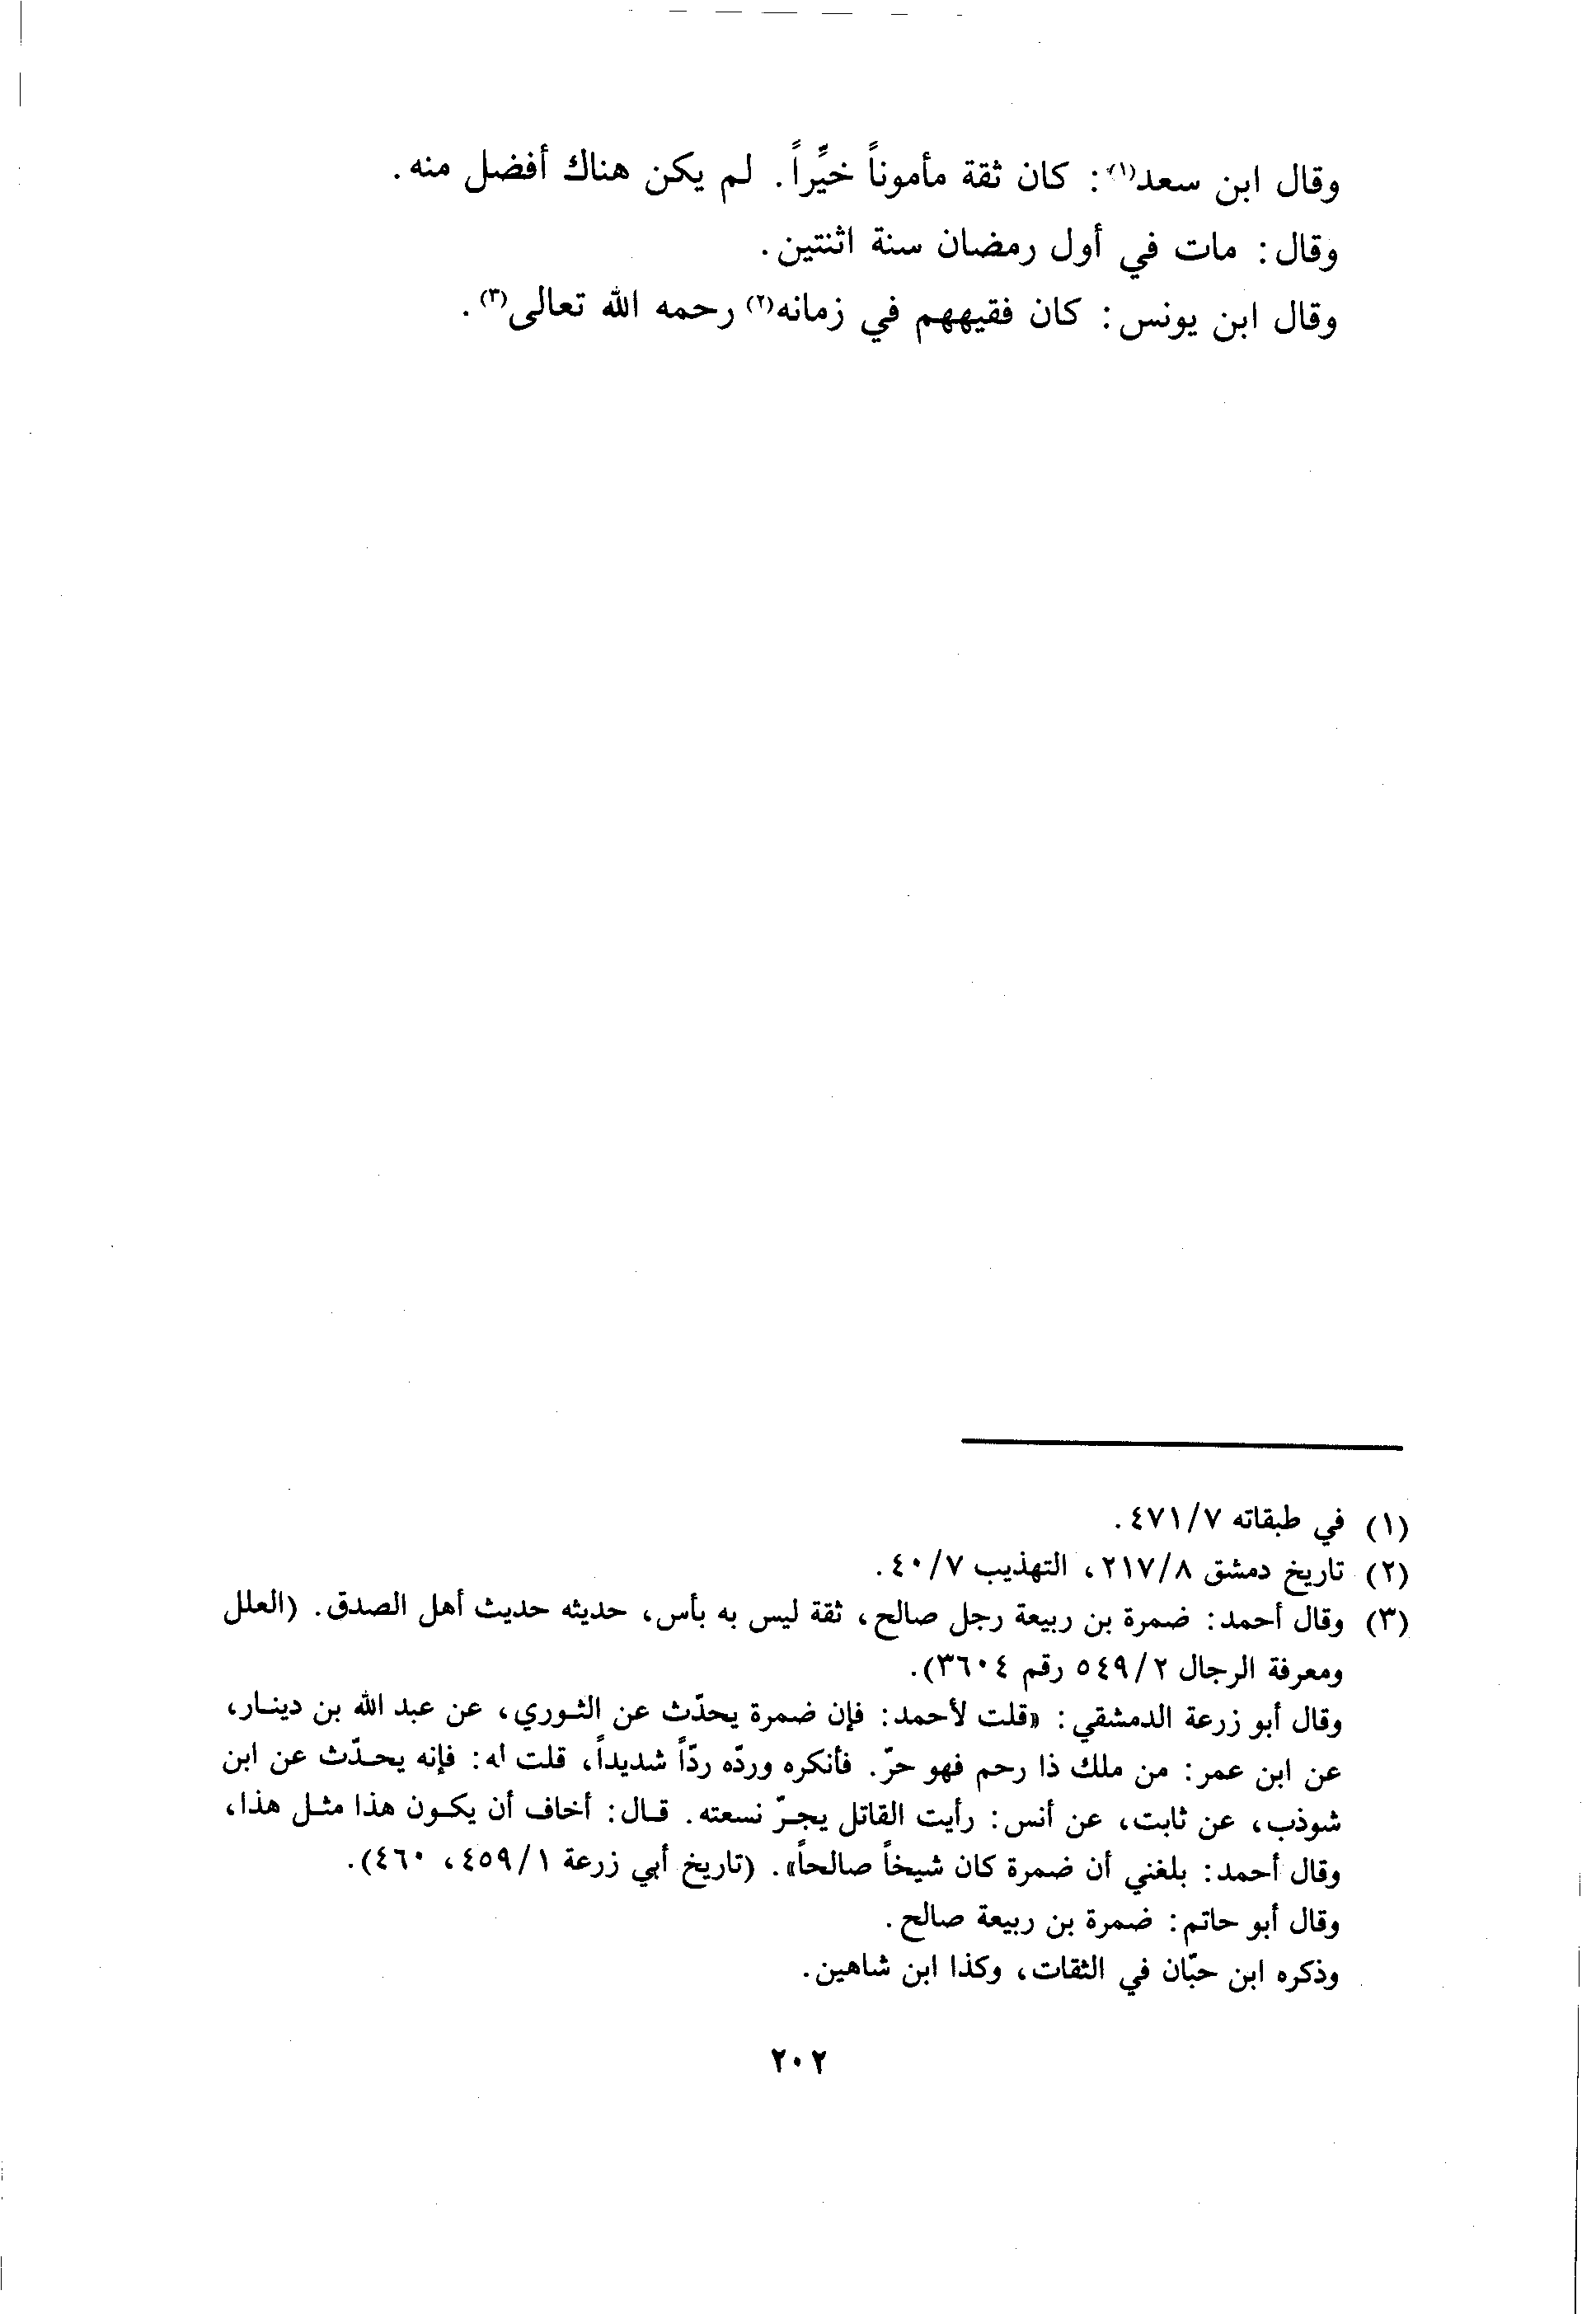 وقال ابن سعد(١): كان ثقة مأموناً خيِّراً. لم يكن هناك أفضل منه.
وقال: مات في أول رمضان سنة اثنتين.
وقال ابن يونس: كان فقيههم في زمانه(٢) رحمه الله تعالى(٣).
(١) في طبقاته ٤٧١/٧.
(٢) تاريخ دمشق ٢١٧/٨، التهذيب ٤٠/٧.
(٣) وقال أحمد: ضمرة بن ربيعة رجل صالح، ثقة ليس به بأس، حديثه حديث أهل الصدق. (العلل
ومعرفة الرجال ٥٤٩/٢ رقم ٣٦٠٤).
وقال أبو زرعة الدمشقي: «قلت لأحمد: فإن ضمرة يحدّث عن الثوري، عن عبد الله بن دينار،
عن ابن عمر: من ملك ذا رحم فهو حرّ. فأنكره وردّه ردّاً شديداً، قلت له: فإنه يحدّث عن ابن
شوذب، عن ثابت، عن أنس: رأيت القاتل يجرّ نسعته. قال: أخاف أن يكون هذا مثل هذا،
وقال أحمد: بلغني أن ضمرة كان شيخاً صالحاً». (تاريخ أبي زرعة ٤٥٩/١، ٤٦٠).
وقال أبو حاتم: ضمرة بن ربيعة صالح.
وذكره ابن حبّان في الثقات، وكذا ابن شاهين.
٢٠٢